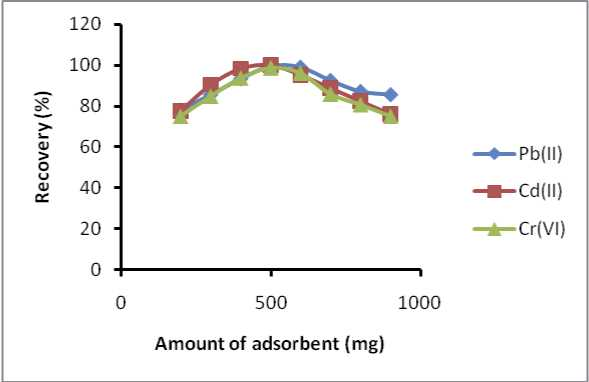 120
100
80
60
40
20
0
Recovery (%)
0 500 1000
Amount of adsorbent (mg)
Pb(II)
Cd(II)
Cr(VI)